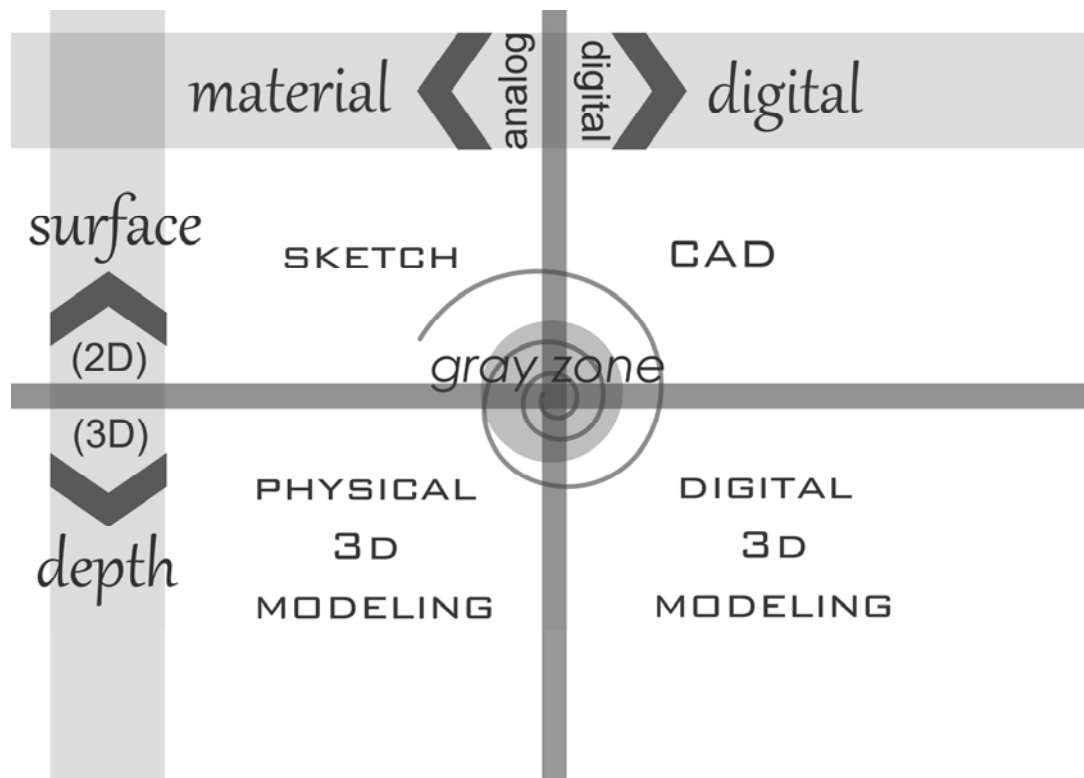 material
analog
digital
digital
surface
SKETCH
CAD
(2D)
gray zone
(3D)
PHYSICAL
3D
MODELING
DIGITAL
3D
MODELING
depth